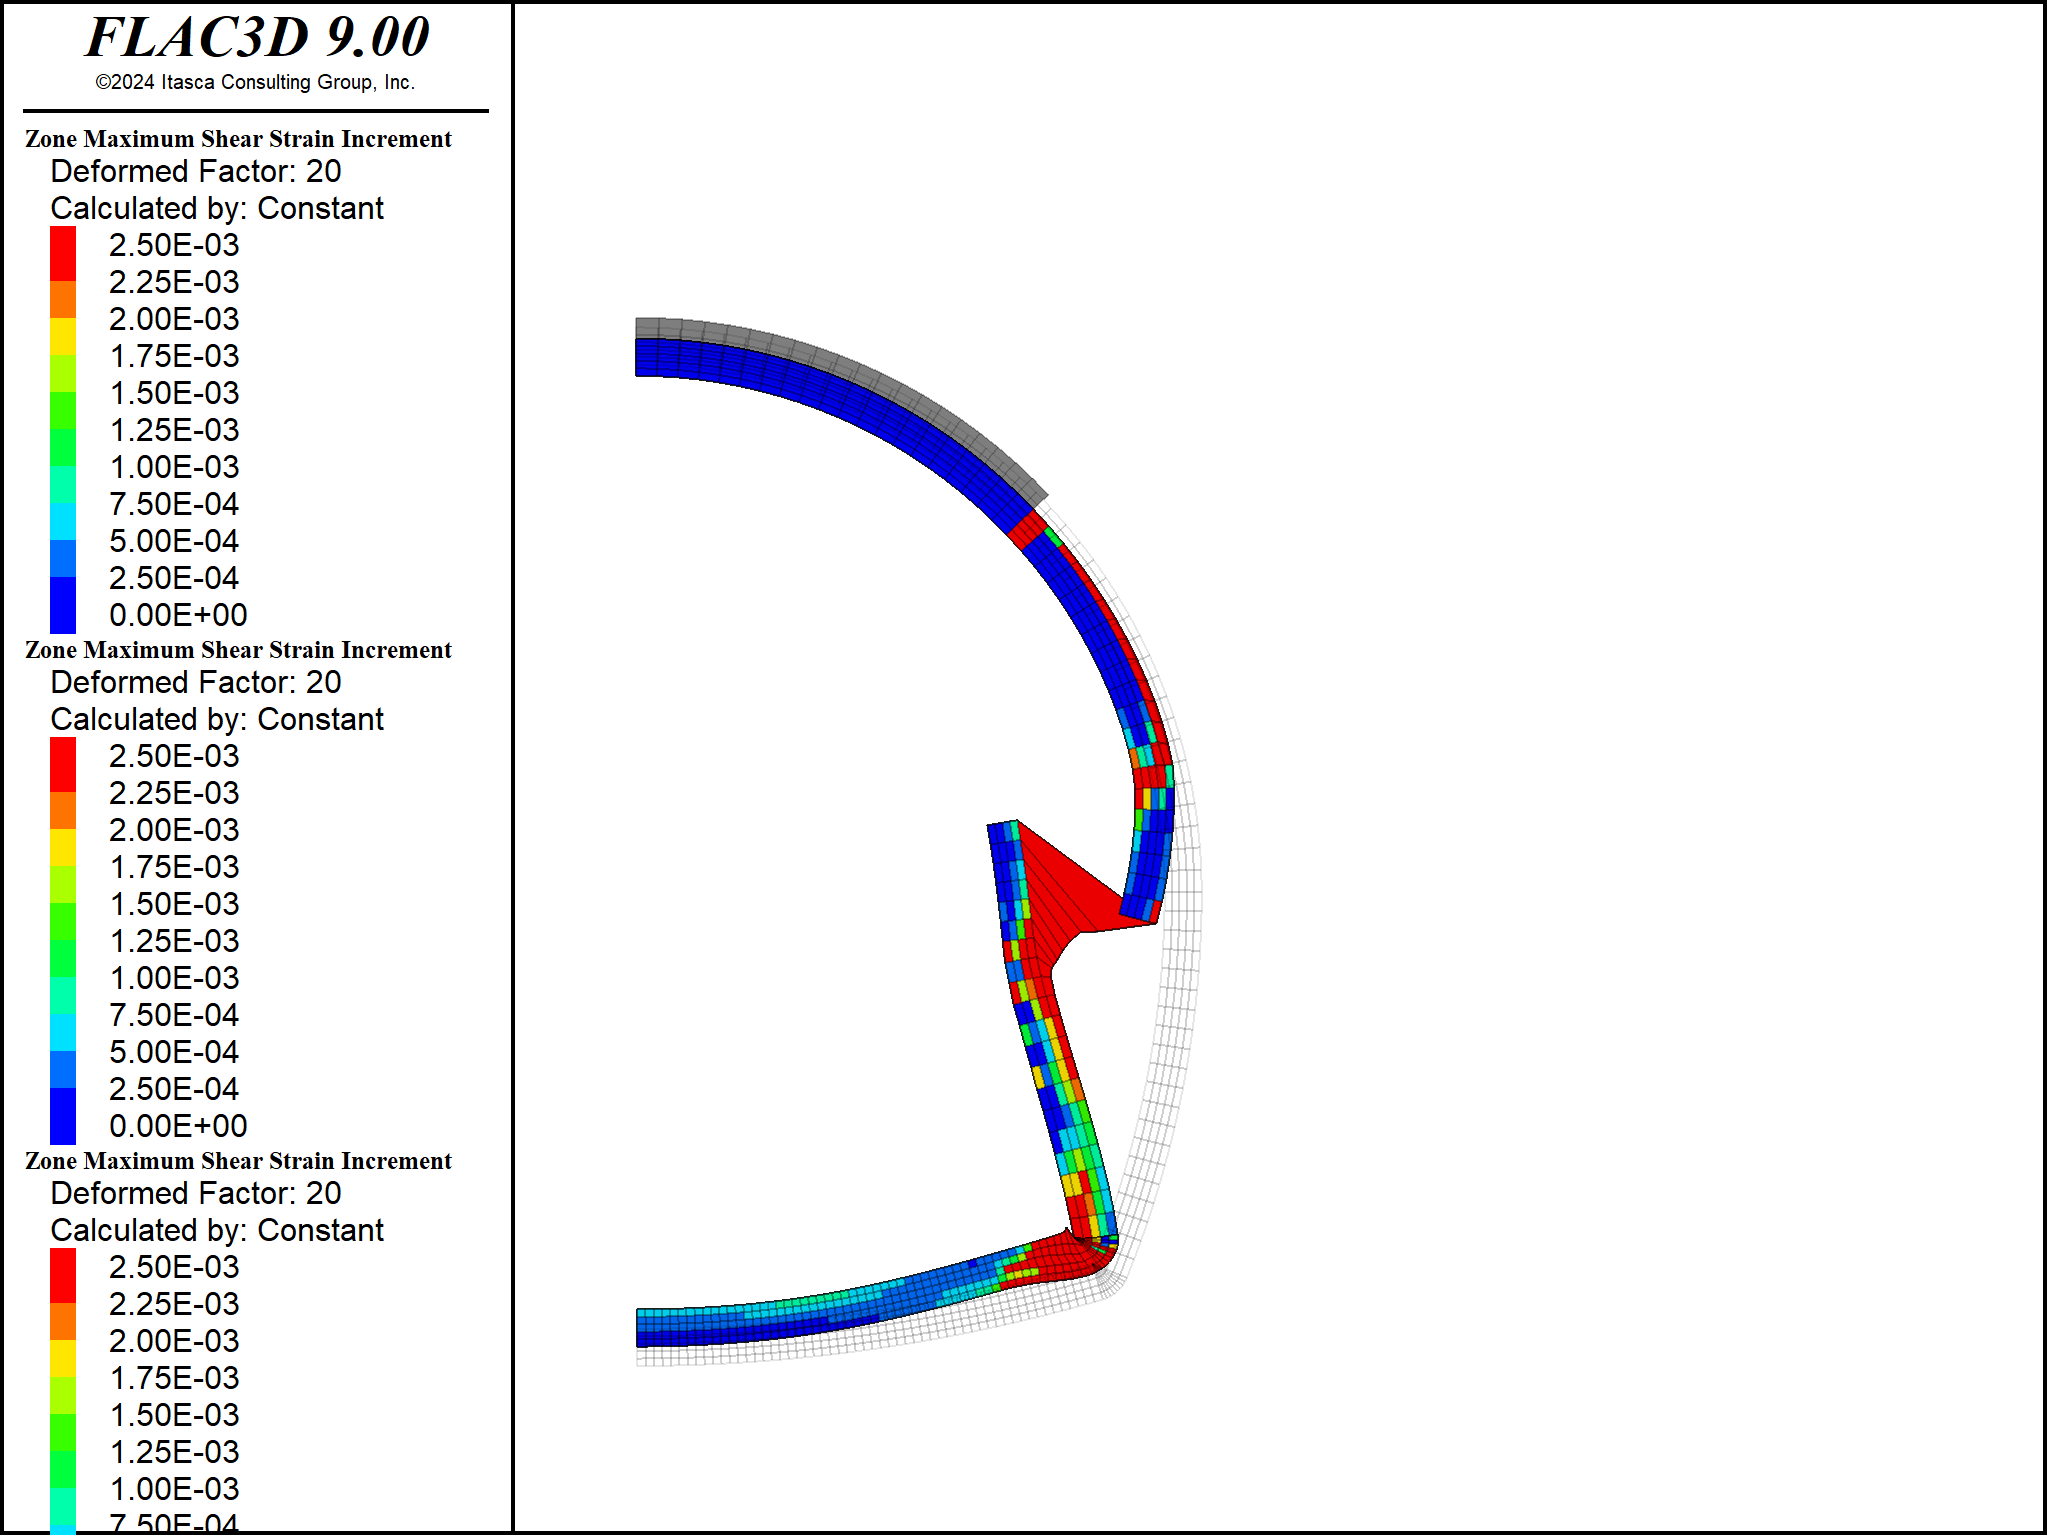 FLAC3D 9.00
©2024 Itasca Consulting Group, Inc.
Zone Maximum Shear Strain Increment
Deformed Factor: 20
Calculated by: Constant
2.50E-03
2.25E-03
2.00E-03
1.75E-03
1.50E-03
1.25E-03
1.00E-03
7.50E-04
5.00E-04
2.50E-04
0.00E+00
Zone Maximum Shear Strain Increment
Deformed Factor: 20
Calculated by: Constant
2.50E-03
2.25E-03
2.00E-03
1.75E-03
1.50E-03
1.25E-03
1.00E-03
7.50E-04
5.00E-04
2.50E-04
0.00E+00
Zone Maximum Shear Strain Increment
Deformed Factor: 20
Calculated by: Constant
2.50E-03
2.25E-03
2.00E-03
1.75E-03
1.50E-03
1.25E-03
1.00E-03
7.50E-04